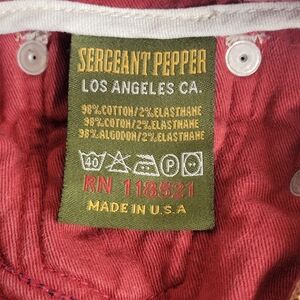 SERGEANT PEPPER
LOS ANGELES CA.
98% COTTON/2% ELASTHANE
98% COTON/2% ELASTHANE
98% ALGODON/2% ELASTHANE
40 P
RN 118531
MADE IN U.S.A